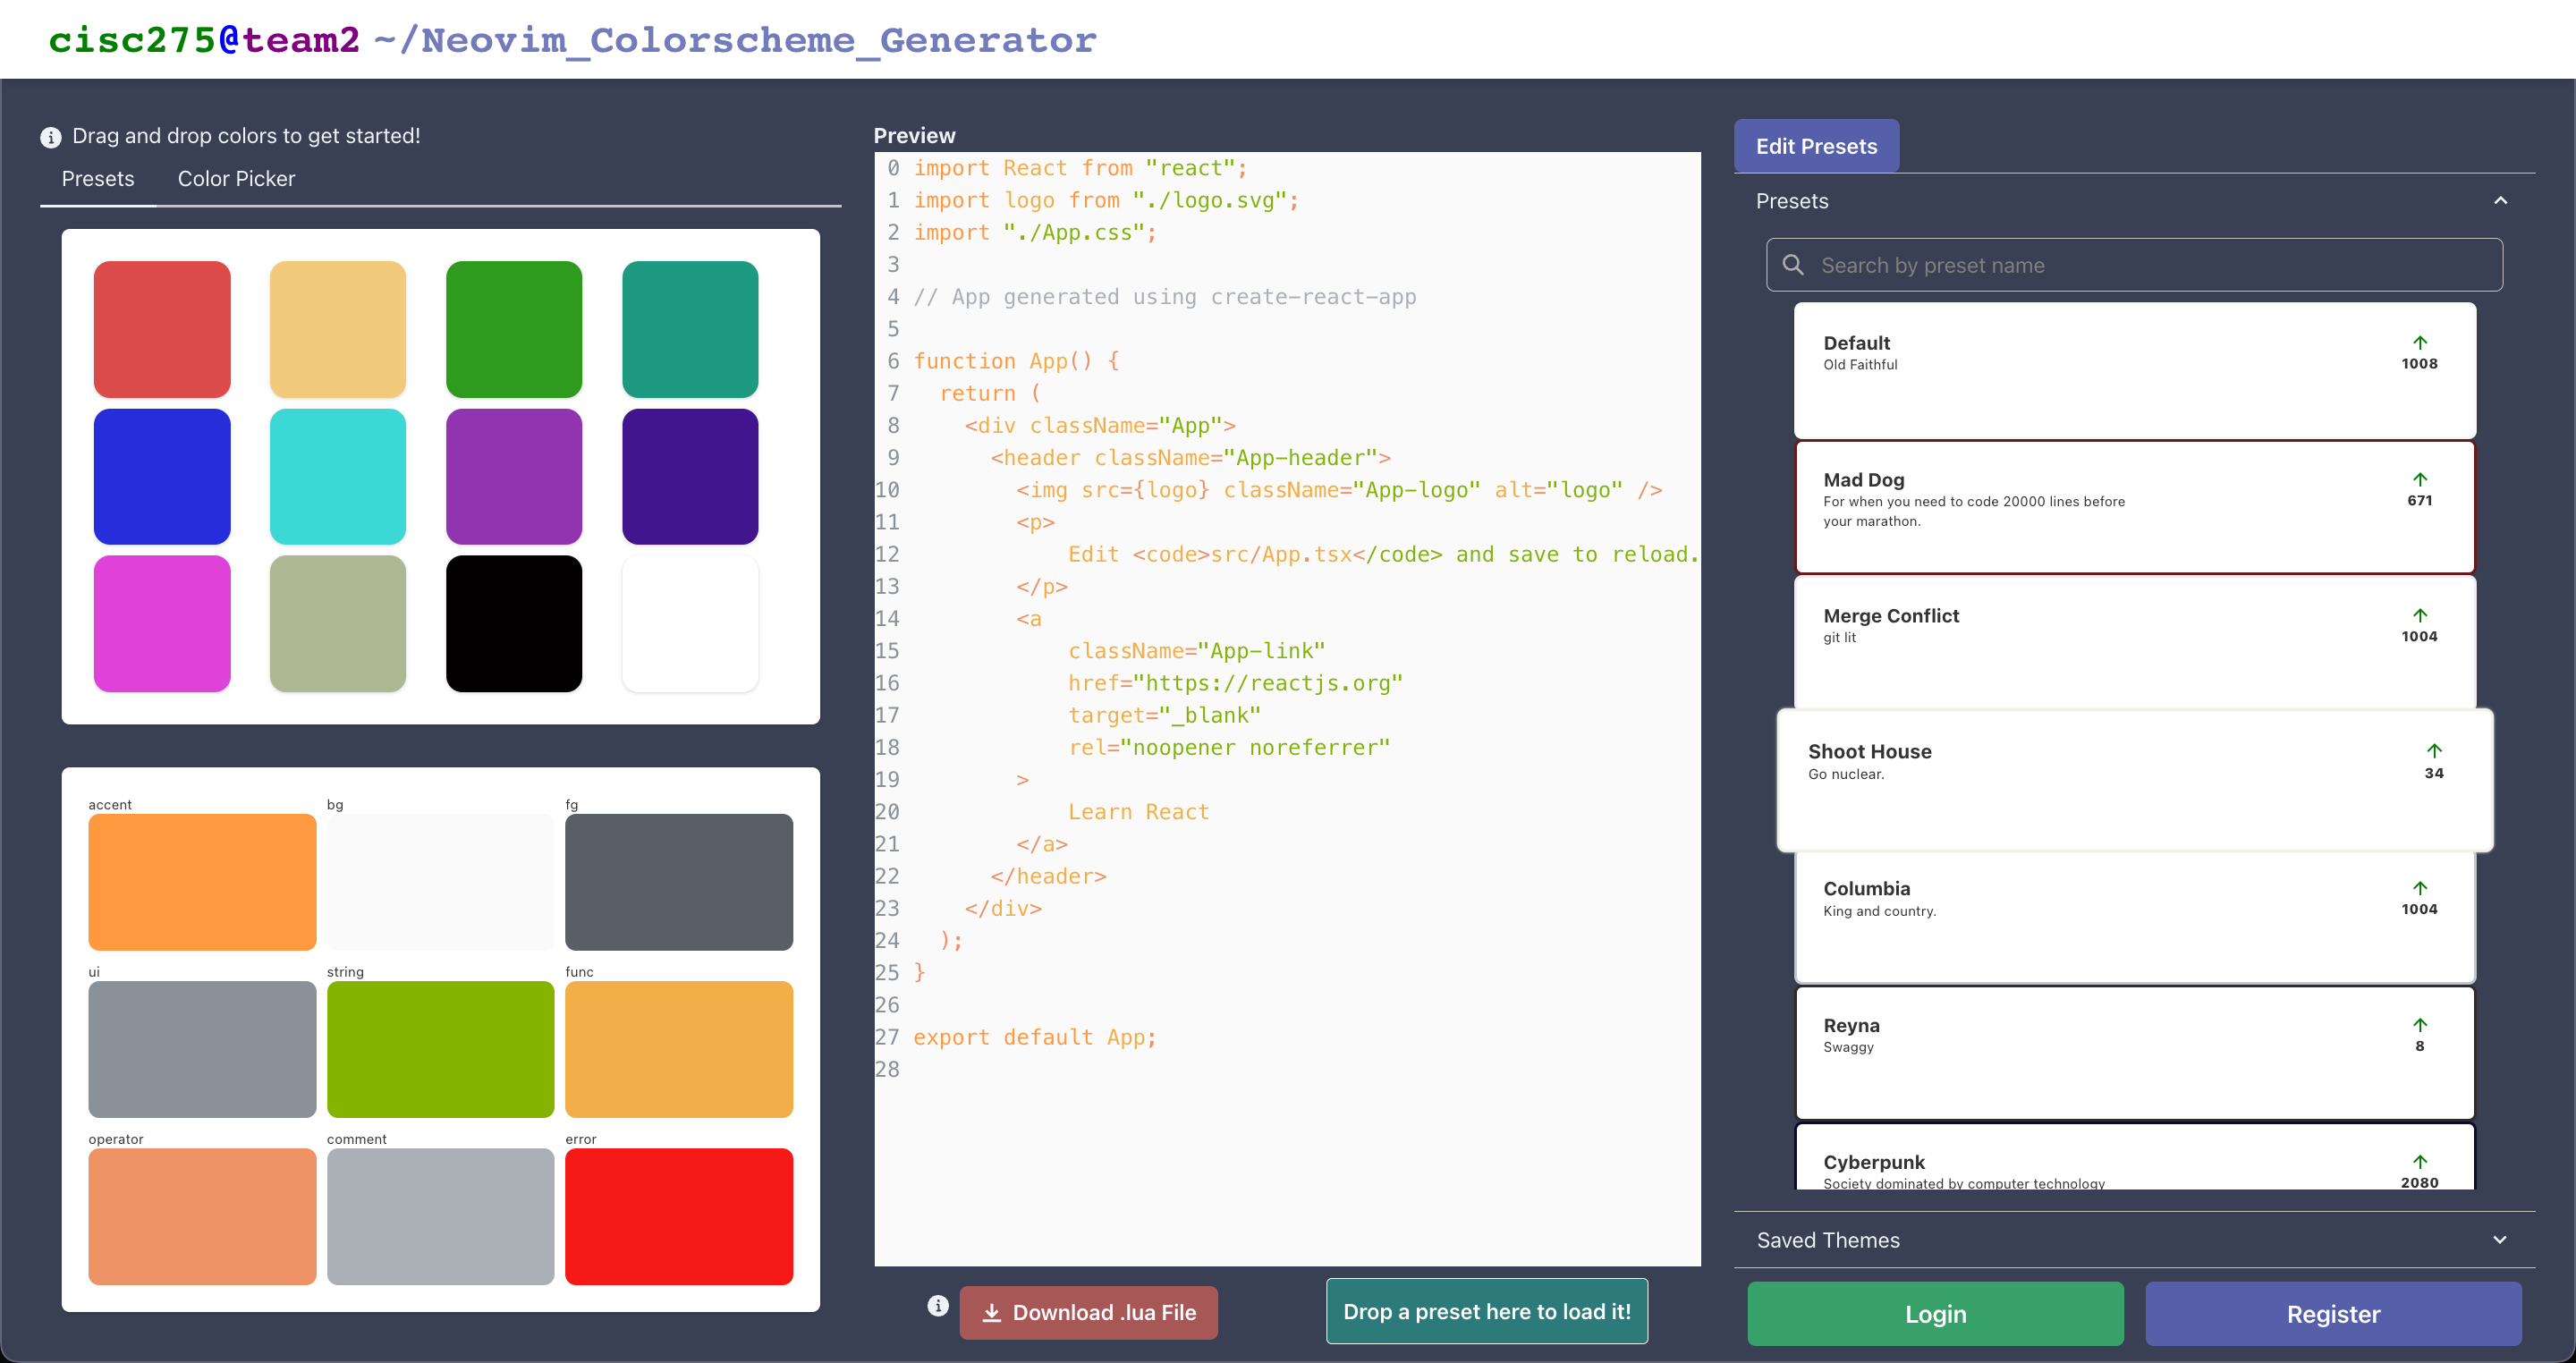 cisc275@team2 ~/Neovim_Colorscheme_Generator
Drag and drop colors to get started!
Presets
Color Picker
accent
bg
fg
ui
string
func
operator
comment
error
Preview
0 import React from "react";
1 import logo from "./logo.svg";
2 import "./App.css";
3
4 // App generated using create-react-app
5
6 function App() {
7   return (
8     <div className="App">
9       <header className="App-header">
10         <img src={logo} className="App-logo" alt="logo" />
11         <p>
12             Edit <code>src/App.tsx</code> and save to reload.
13         </p>
14         <a
15             className="App-link"
16             href="https://reactjs.org"
17             target="_blank"
18             rel="noopener noreferrer"
19         >
20             Learn React
21         </a>
22       </header>
23     </div>
24   );
25 }
26
27 export default App;
28
Download .lua File
Drop a preset here to load it!
Edit Presets
Presets
Search by preset name
Default
Old Faithful
1008
Mad Dog
For when you need to code 20000 lines before
your marathon.
671
Merge Conflict
git lit
1004
Shoot House
Go nuclear.
34
Columbia
King and country.
1004
Reyna
Swaggy
8
Cyberpunk
Society dominated by computer technology
2080
Saved Themes
Login
Register